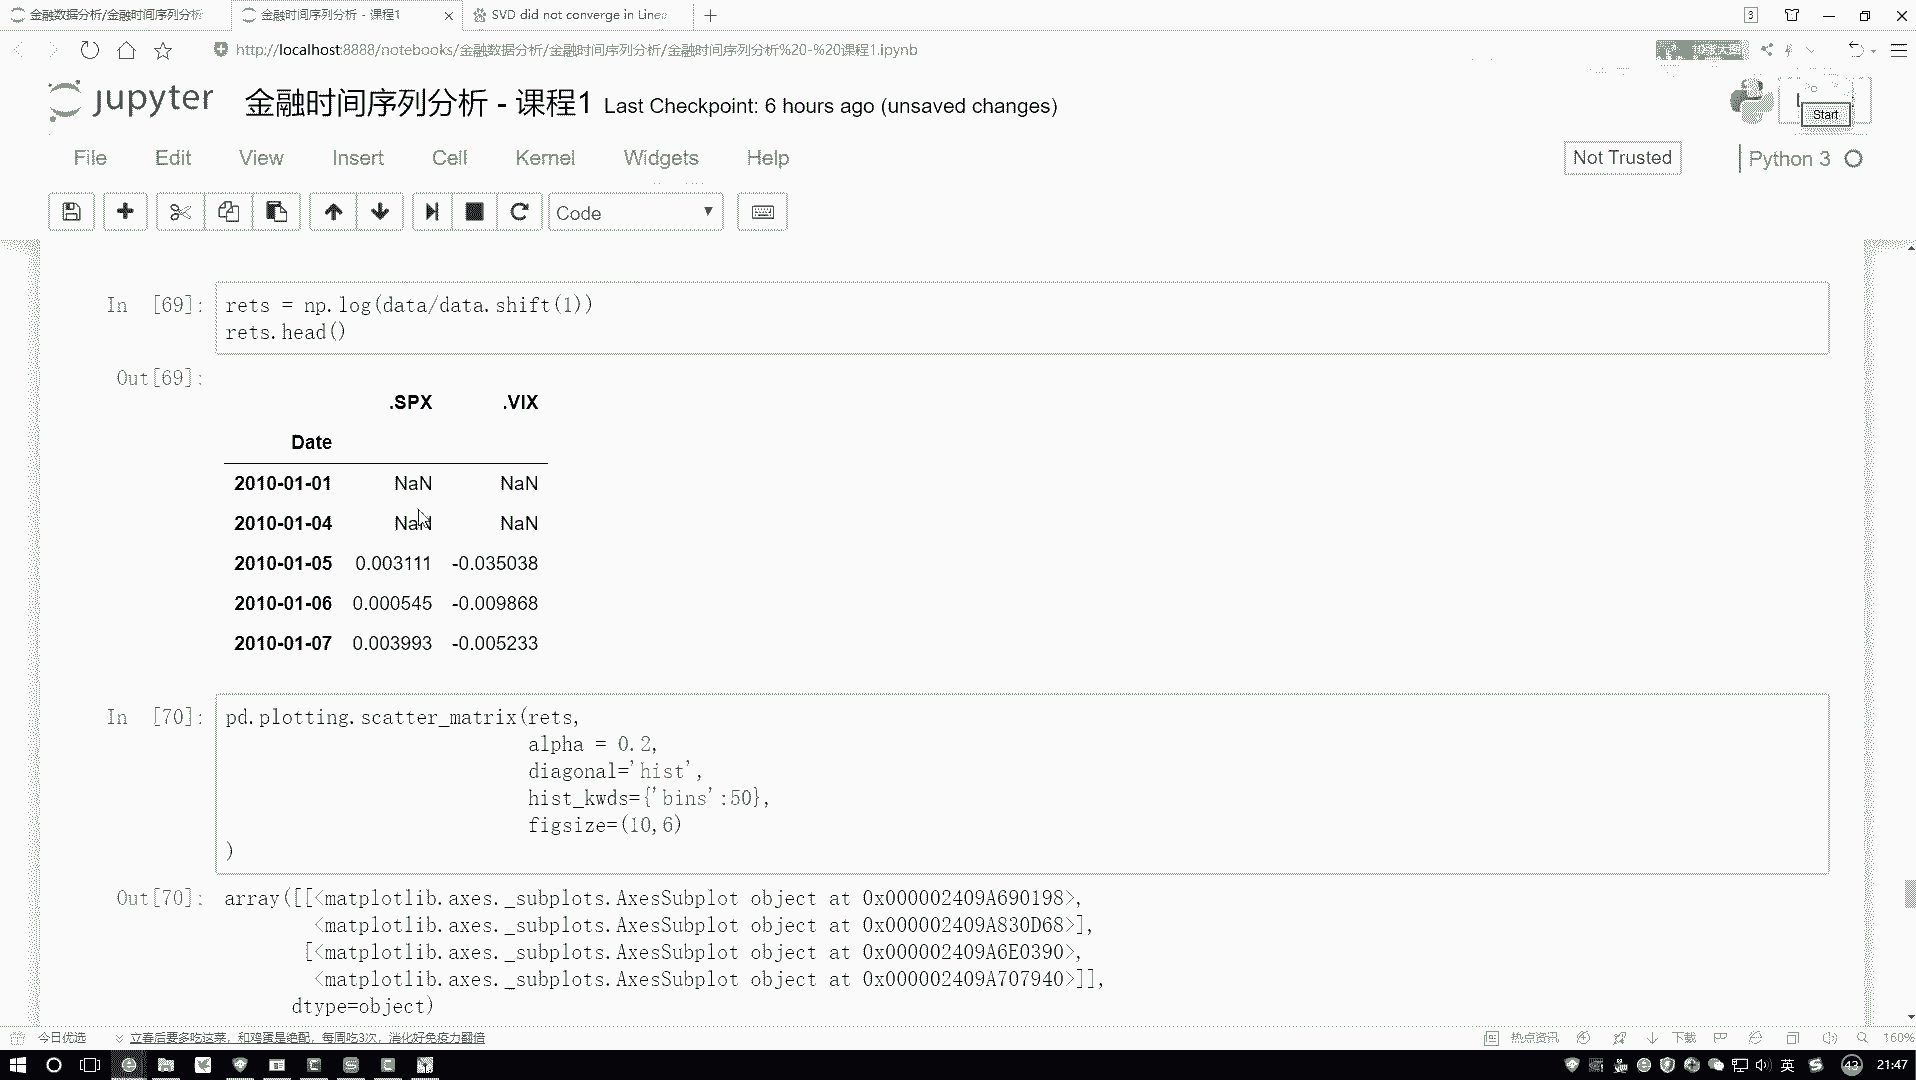 金融数据分析/金融时间序列分析
金融时间序列分析 - 课程1
SVD did not converge in Linea
3
http://localhost:8888/notebooks/金融数据分析/金融时间序列分析/金融时间序列分析%20-%20课程1.ipynb
jupyter 金融时间序列分析 - 课程1 Last Checkpoint: 6 hours ago (unsaved changes)
Start
File Edit View Insert Cell Kernel Widgets Help
Not Trusted
Python 3
Code
In [69]: rets = np.log(data/data.shift(1))
rets.head()
Out[69]:
.SPX .VIX
Date
2010-01-01 NaN NaN
2010-01-04 NaN NaN
2010-01-05 0.003111 -0.035038
2010-01-06 0.000545 -0.009868
2010-01-07 0.003993 -0.005233
In [70]: pd.plotting.scatter_matrix(rets,
alpha = 0.2,
diagonal='hist',
hist_kwds={'bins':50},
figsize=(10,6)
)
Out[70]: array([[<matplotlib.axes._subplots.AxesSubplot object at 0x000002409A690198>,
<matplotlib.axes._subplots.AxesSubplot object at 0x000002409A830D68>],
[<matplotlib.axes._subplots.AxesSubplot object at 0x000002409A6E0390>,
<matplotlib.axes._subplots.AxesSubplot object at 0x000002409A707940>]],
dtype=object)
今日优选
立春后要多吃这菜，和鸡蛋是绝配，每周吃3次，消化好免疫力翻倍
热点资讯
下载
160%
英
43
21:47